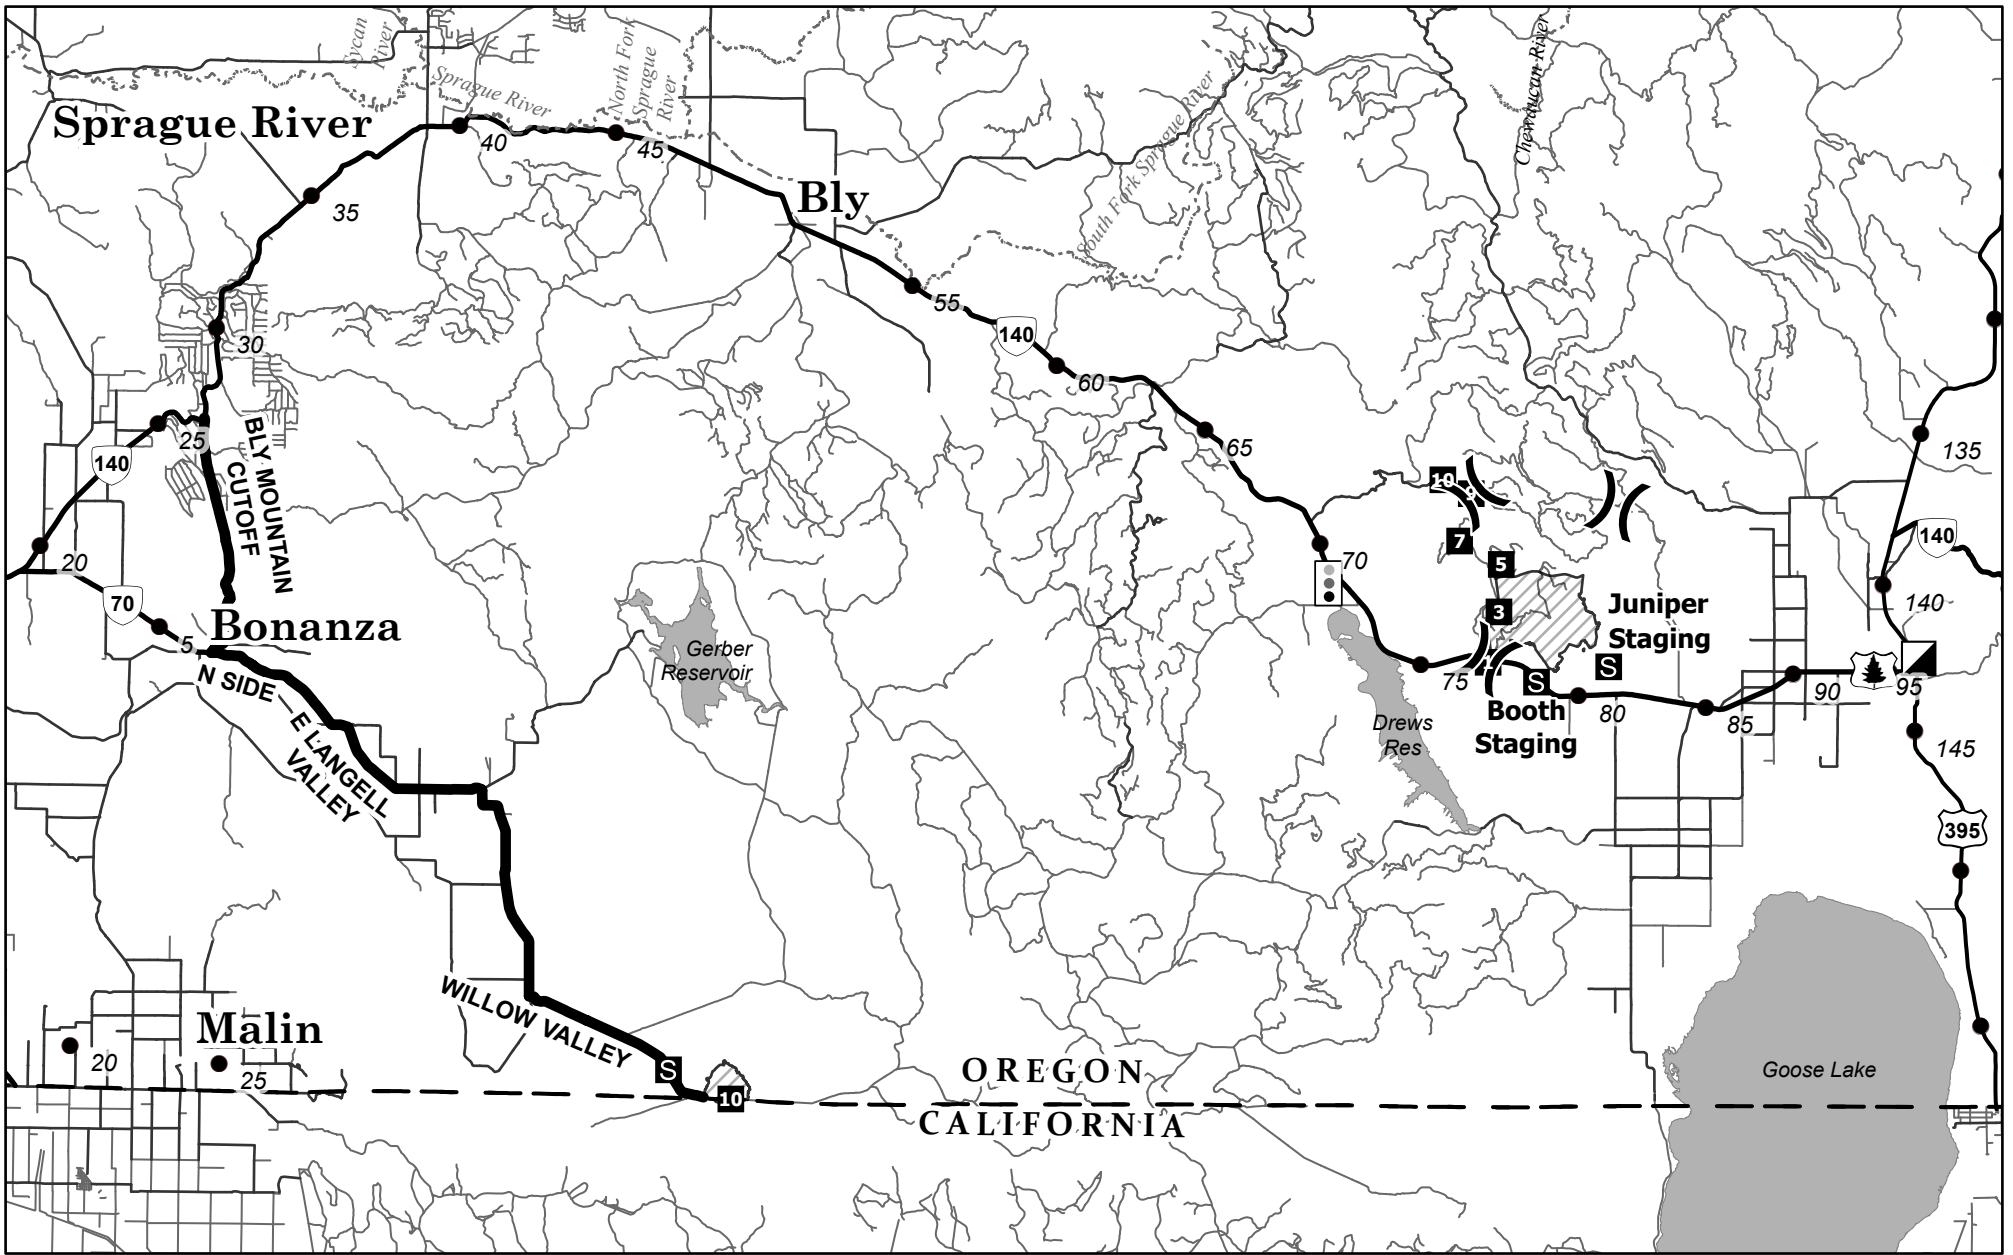 Sycan
River
Sprague River
North Fork
Sprague
River
South Fork Sprague River
Chewaucan River
Sprague River
40
45
35
Bly
55
140
60
30
65
25
140
BLY MOUNTAIN
CUTOFF
20
70
5
Bonanza
N SIDE
E LANGELL
VALLEY
Gerber
Reservoir
70
10
9
7
5
3
Juniper
Staging
S
S
Booth
Staging
75
80
85
90
95
Drews
Res
135
140
140
145
395
WILLOW VALLEY
S
10
Malin
20
25
OREGON
CALIFORNIA
Goose Lake